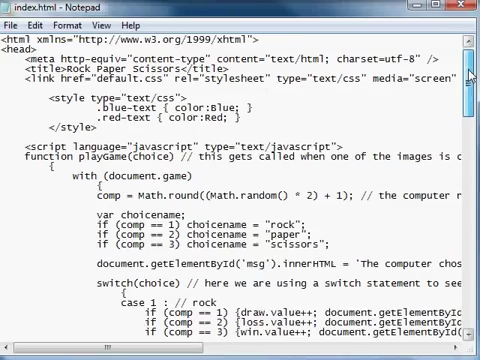 index.html - Notepad
File Edit Format View Help
<html xmlns="http://www.w3.org/1999/xhtml">
<head>
<meta http-equiv="content-type" content="text/html; charset=utf-8" />
<title>Rock Paper Scissors</title>
<link href="default.css" rel="stylesheet" type="text/css" media="screen"
<style type="text/css">
.blue-text { color:Blue; }
.red-text { color:Red; }
</style>
<script language="javascript" type="text/javascript">
function playGame(choice) // this gets called when one of the images is c
{
with (document.game)
{
comp = Math.round((Math.random() * 2) + 1); // the computer r
var choicename;
if (comp == 1) choicename = "rock";
if (comp == 2) choicename = "paper";
if (comp == 3) choicename = "scissors";
document.getElementById('msg').innerHTML = 'The computer chos
switch(choice) // here we are using a switch statement to see
{
case 1 : // rock
if (comp == 1) {draw.value++; document.getElementById
if (comp == 2) {loss.value++; document.getElementById
if (comp == 3) {win.value++; document.getElementById(